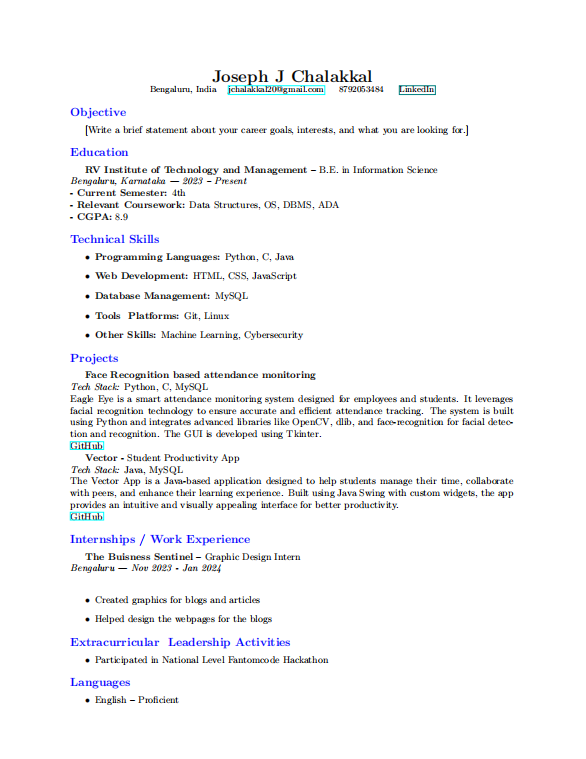 Joseph J Chalakkal
Bengaluru, India jchalakkal20@gmail.com 8792053484 LinkedIn
Objective
[Write a brief statement about your career goals, interests, and what you are looking for.]
Education
RV Institute of Technology and Management – B.E. in Information Science
Bengaluru, Karnataka — 2023 – Present
- Current Semester: 4th
- Relevant Coursework: Data Structures, OS, DBMS, ADA
- CGPA: 8.9
Technical Skills
• Programming Languages: Python, C, Java
• Web Development: HTML, CSS, JavaScript
• Database Management: MySQL
• Tools Platforms: Git, Linux
• Other Skills: Machine Learning, Cybersecurity
Projects
Face Recognition based attendance monitoring
Tech Stack: Python, C, MySQL
Eagle Eye is a smart attendance monitoring system designed for employees and students. It leverages
facial recognition technology to ensure accurate and efficient attendance tracking. The system is built
using Python and integrates advanced libraries like OpenCV, dlib, and face-recognition for facial detec-
tion and recognition. The GUI is developed using Tkinter.
GitHub
Vector - Student Productivity App
Tech Stack: Java, MySQL
The Vector App is a Java-based application designed to help students manage their time, collaborate
with peers, and enhance their learning experience. Built using Java Swing with custom widgets, the app
provides an intuitive and visually appealing interface for better productivity.
GitHub
Internships / Work Experience
The Buisness Sentinel – Graphic Design Intern
Bengaluru — Nov 2023 - Jan 2024
• Created graphics for blogs and articles
• Helped design the webpages for the blogs
Extracurricular Leadership Activities
• Participated in National Level Fantomcode Hackathon
Languages
• English – Proficient